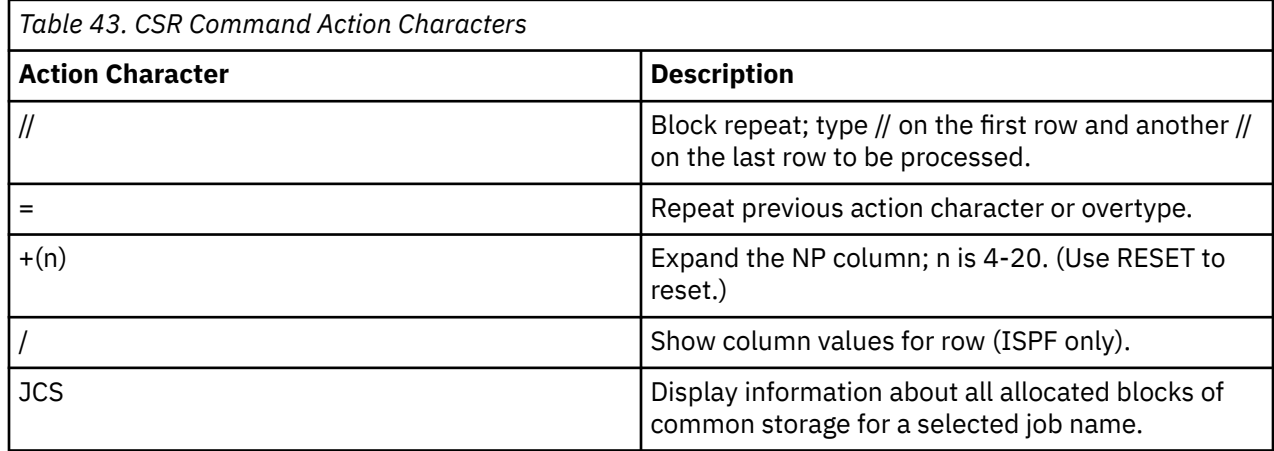 Table 43. CSR Command Action Characters
Action Character Description
// Block repeat; type // on the first row and another //
on the last row to be processed.
= Repeat previous action character or overtype.
+(n) Expand the NP column; n is 4-20. (Use RESET to
reset.)
/ Show column values for row (ISPF only).
JCS Display information about all allocated blocks of
common storage for a selected job name.